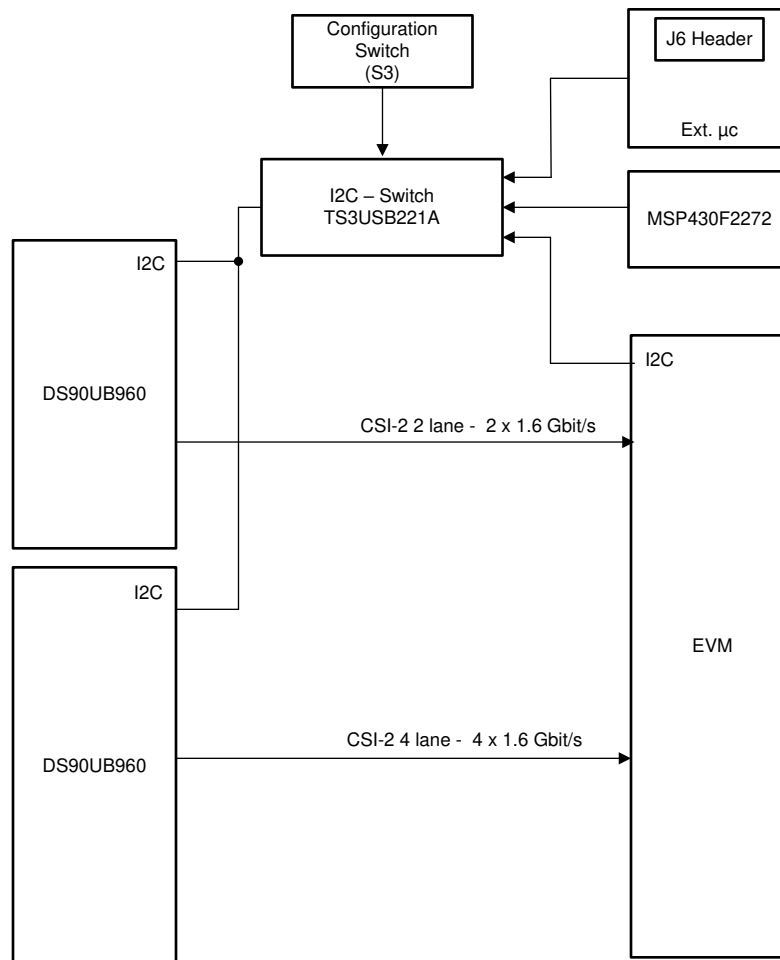 Configuration
Switch
(S3)
J6 Header
Ext. µc
I2C – Switch
TS3USB221A
MSP430F2272
I2C
DS90UB960
I2C
CSI-2 2 lane - 2 x 1.6 Gbit/s
I2C
EVM
CSI-2 4 lane - 4 x 1.6 Gbit/s
DS90UB960